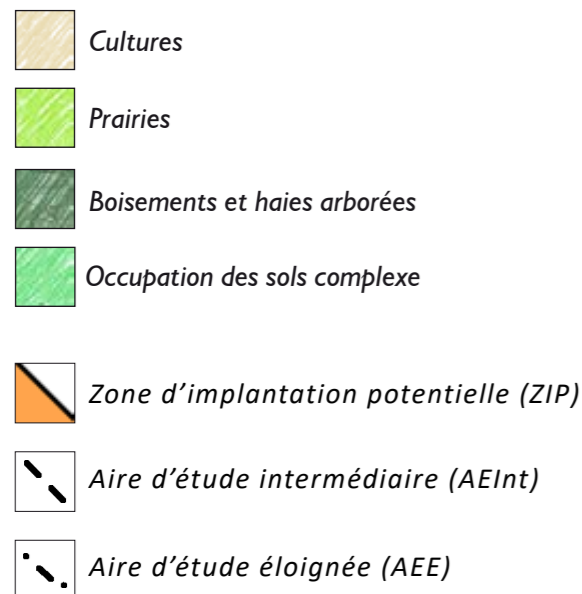 Cultures
Prairies
Boisements et haies arborées
Occupation des sols complexe
Zone d'implantation potentielle (ZIP)
Aire d'étude intermédiaire (AEInt)
Aire d'étude éloignée (AEE)